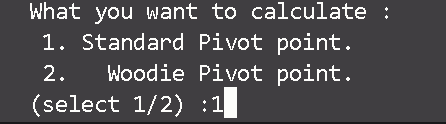 What you want to calculate :
1. Standard Pivot point.
2.   Woodie Pivot point.
(select 1/2) :1